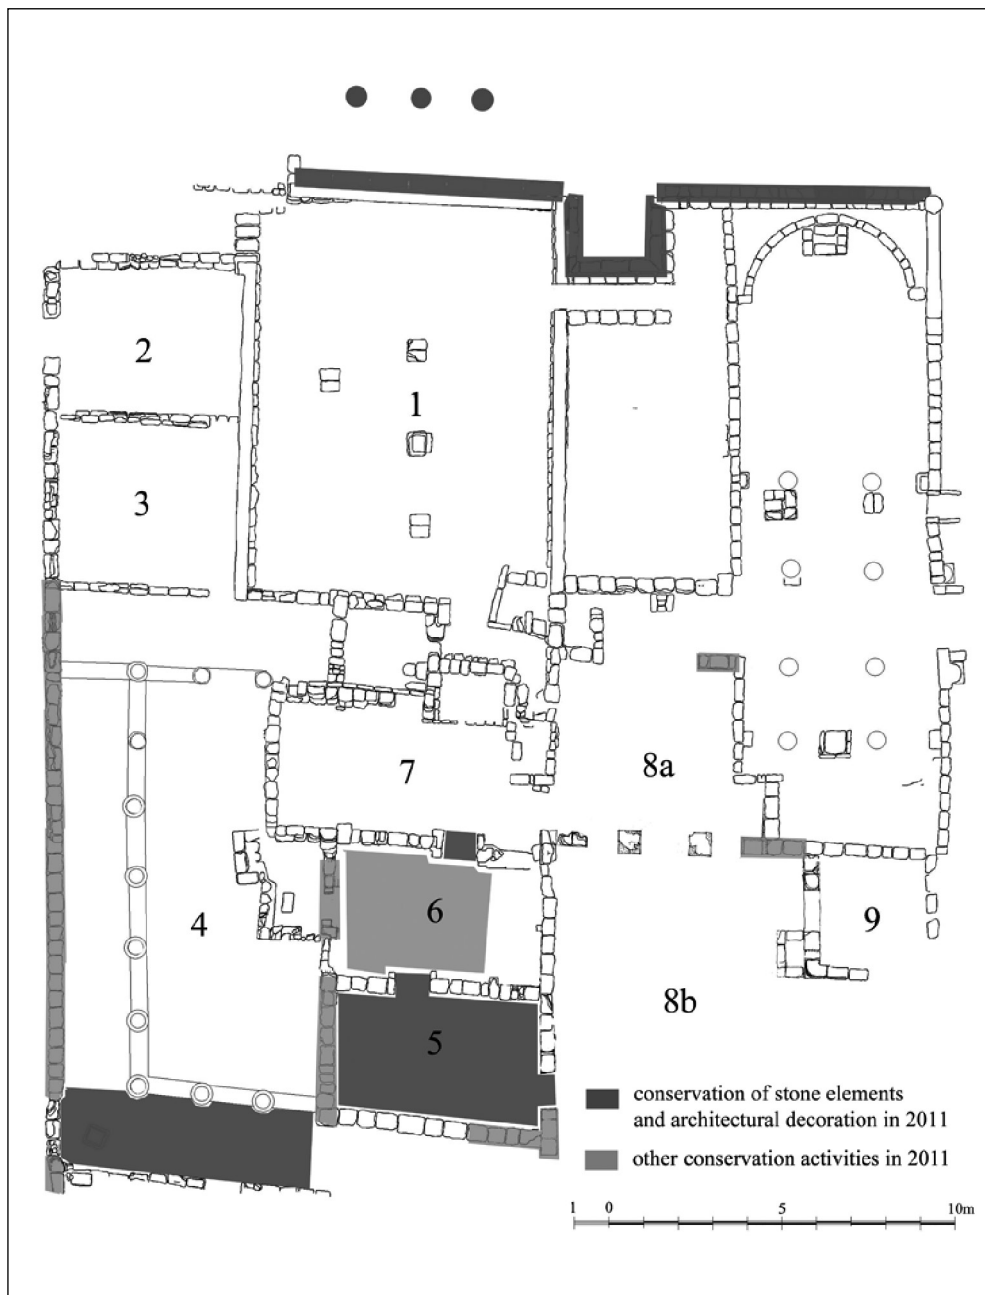 2
1
3
7
8a
4
6
9
8b
5
conservation of stone elements
and architectural decoration in 2011
other conservation activities in 2011
1 0 5 10m